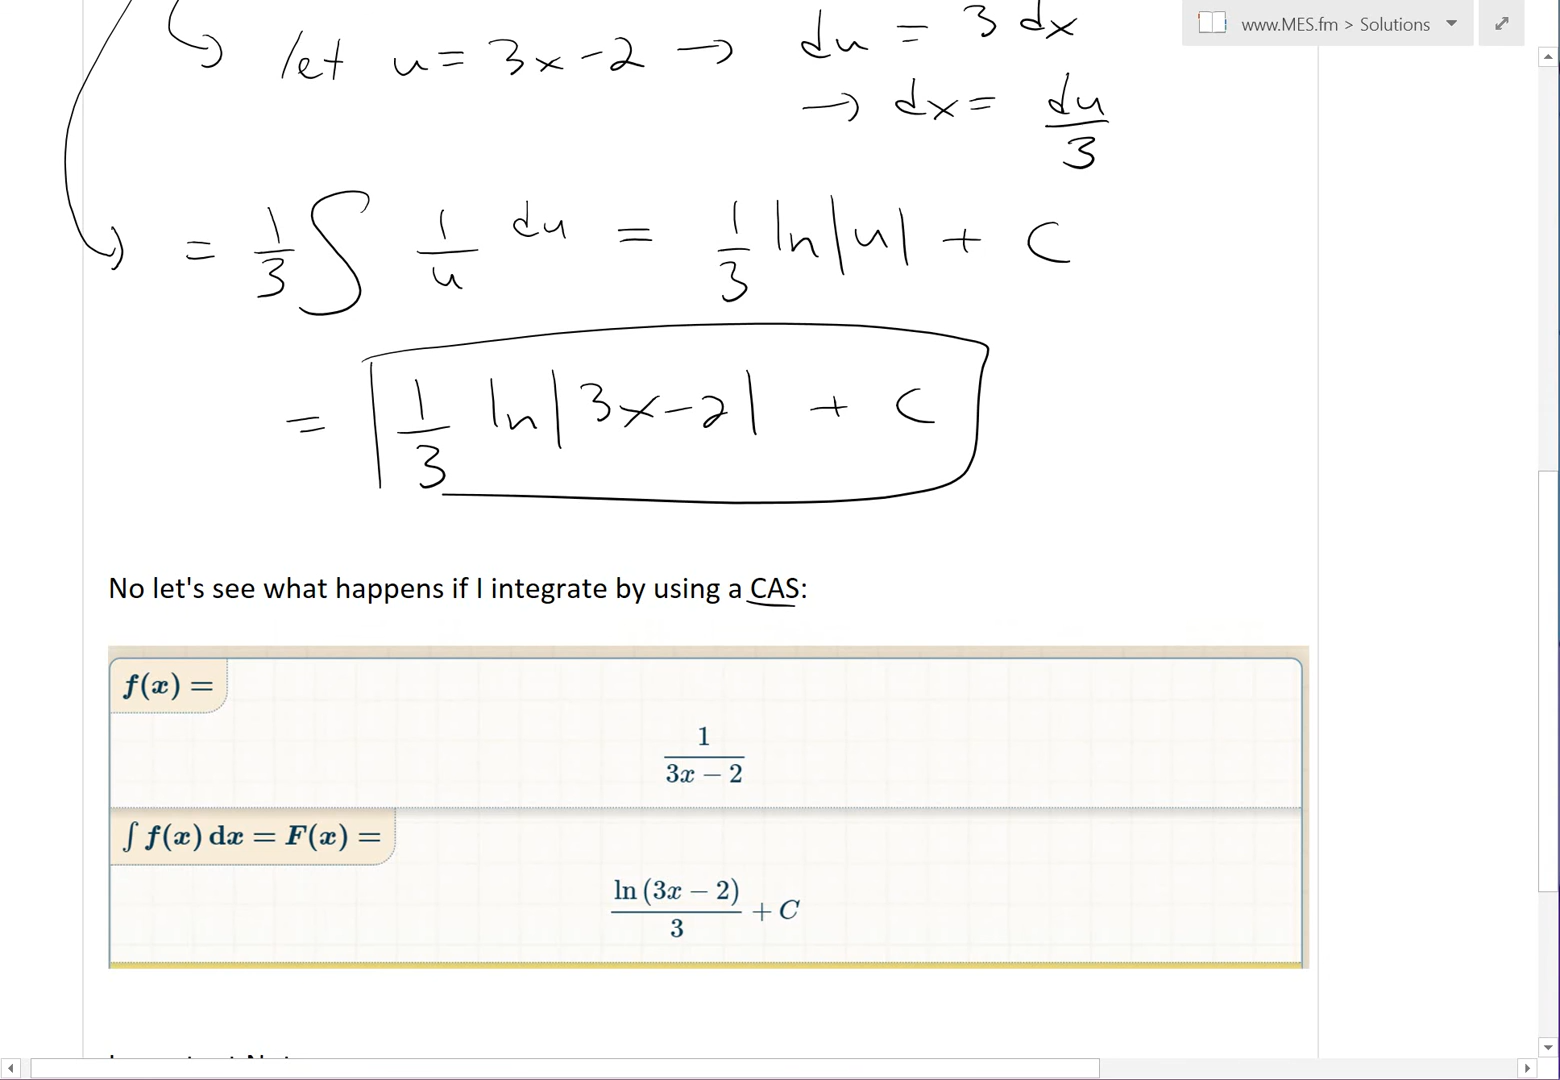 www.MES.fm > Solutions
let u = 3x - 2 → du = 3 dx
→ dx = du/3
= 1/3 ∫ 1/u du = 1/3 ln|u| + C
= 1/3 ln|3x-2| + C
No let's see what happens if I integrate by using a CAS:
f(x) =
1/(3x − 2)
∫ f(x) dx = F(x) =
ln (3x − 2)/3 + C